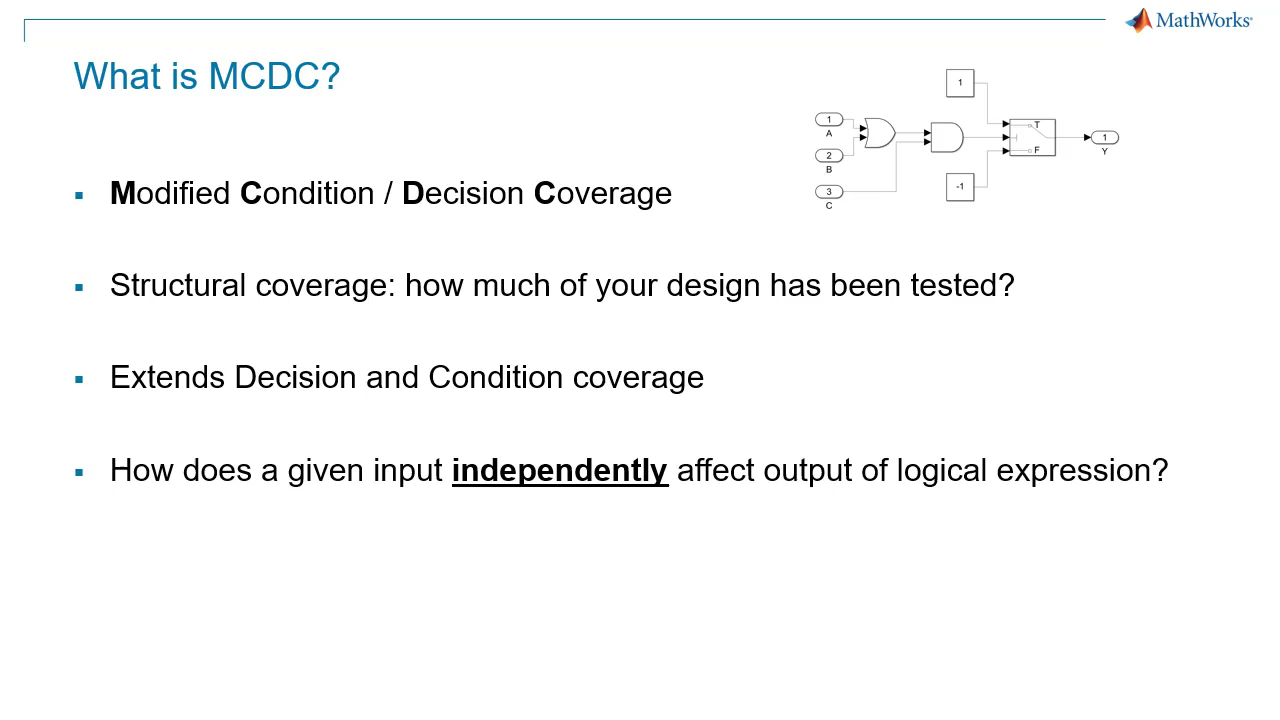 MathWorks®
What is MCDC?
1
T
F
1
A
2
B
3
C
-1
1
Y
▪ Modified Condition / Decision Coverage
▪ Structural coverage: how much of your design has been tested?
▪ Extends Decision and Condition coverage
▪ How does a given input independently affect output of logical expression?